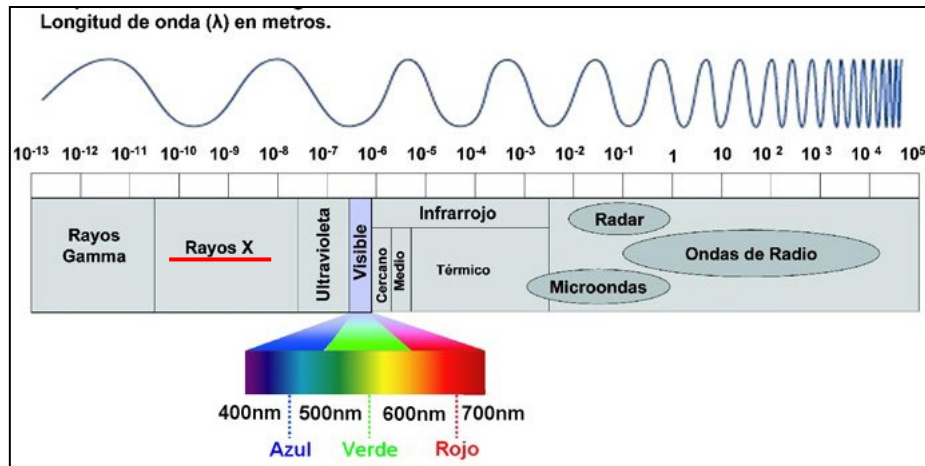 Longitud de onda (λ) en metros.
10-13 10-12 10-11 10-10 10-9 10-8 10-7 10-6 10-5 10-4 10-3 10-2 10-1 1 10 10 2 10 3 10 4 105
Rayos
Gamma
Rayos X
Ultravioleta
Visible
Infrarrojo
Cercano
Medio
Térmico
Radar
Microondas
Ondas de Radio
400nm 500nm 600nm 700nm
Azul Verde Rojo